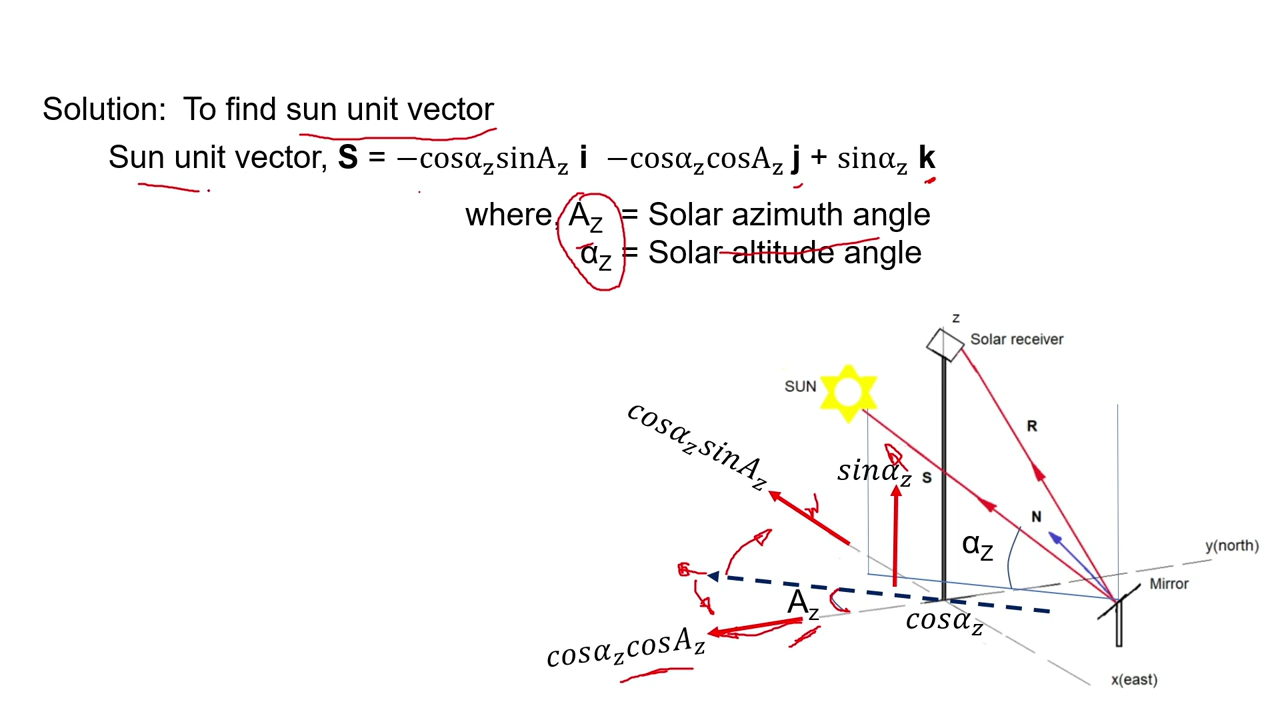 Solution: To find sun unit vector
Sun unit vector, S = −cosα_z sinA_z i −cosα_z cosA_z j + sinα_z k
where, A_Z = Solar azimuth angle
α_Z = Solar altitude angle
z
Solar receiver
SUN
cosα_z sinA_z
R
sinα_z
S
N
α_Z
y(north)
Mirror
A_z
cosα_z
cosα_z cosA_z
x(east)